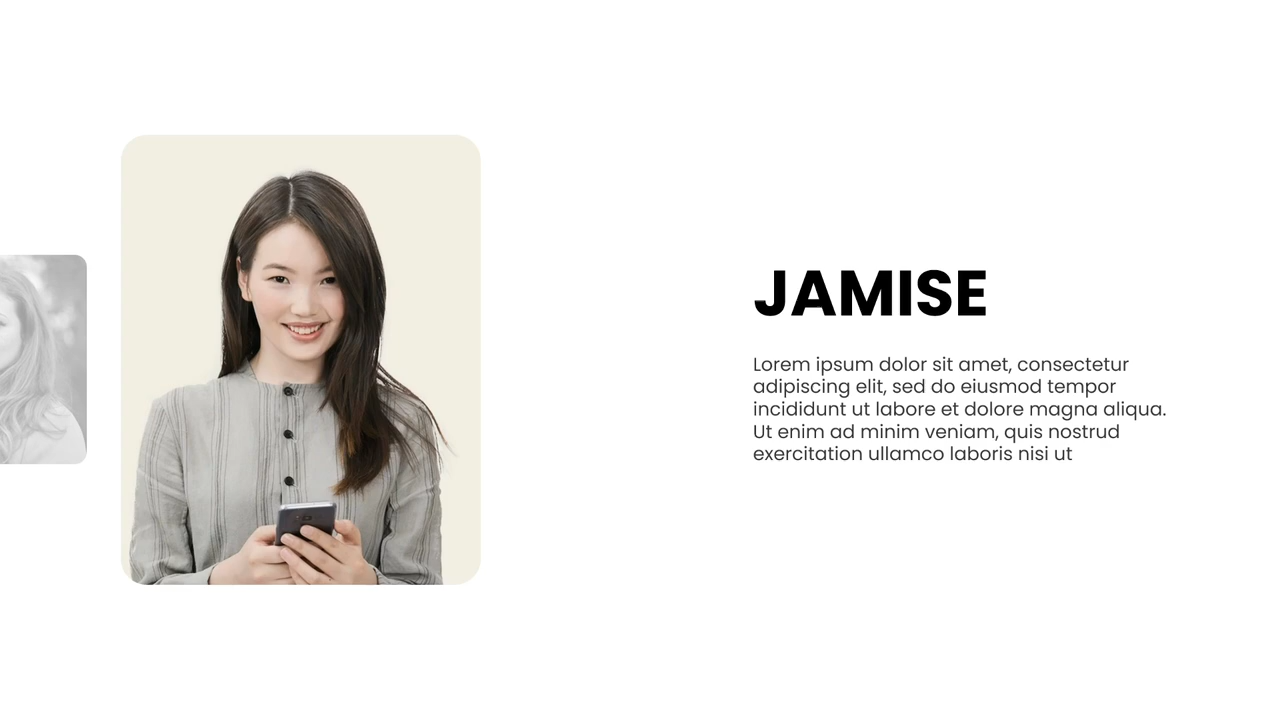 JAMISE
Lorem ipsum dolor sit amet, consectetur
adipiscing elit, sed do eiusmod tempor
incididunt ut labore et dolore magna aliqua.
Ut enim ad minim veniam, quis nostrud
exercitation ullamco laboris nisi ut